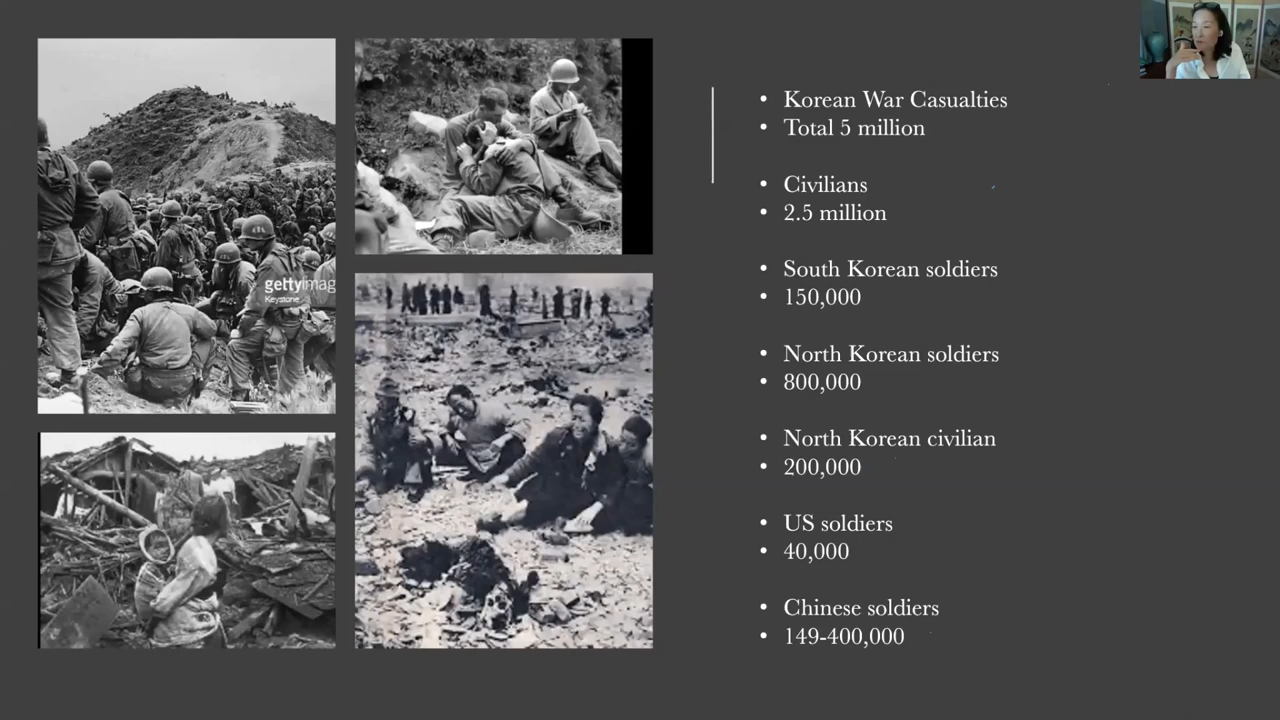 gettyimag
Keystone
• Korean War Casualties
• Total 5 million
• Civilians
• 2.5 million
• South Korean soldiers
• 150,000
• North Korean soldiers
• 800,000
• North Korean civilian
• 200,000
• US soldiers
• 40,000
• Chinese soldiers
• 149-400,000